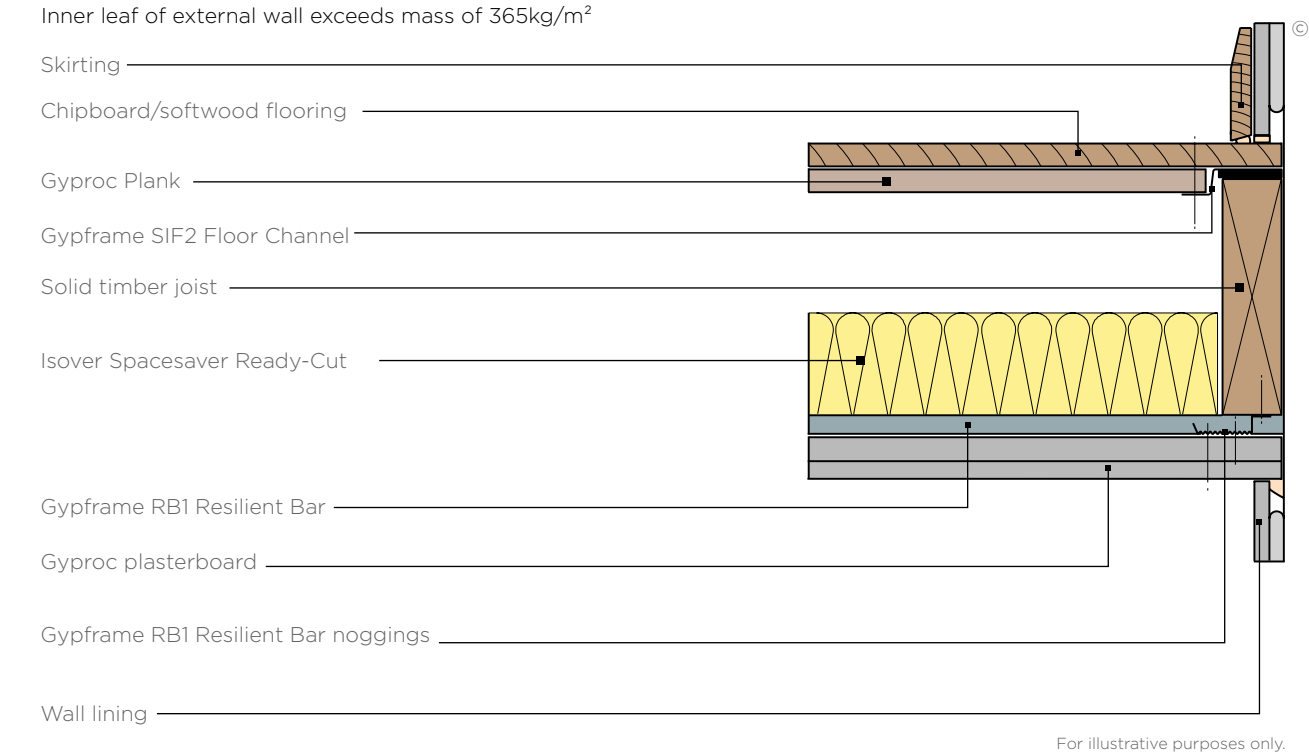 Inner leaf of external wall exceeds mass of 365kg/m²
©
Skirting
Chipboard/softwood flooring
Gyproc Plank
Gypframe SIF2 Floor Channel
Solid timber joist
Isover Spacesaver Ready-Cut
Gypframe RB1 Resilient Bar
Gyproc plasterboard
Gypframe RB1 Resilient Bar noggings
Wall lining
For illustrative purposes only.